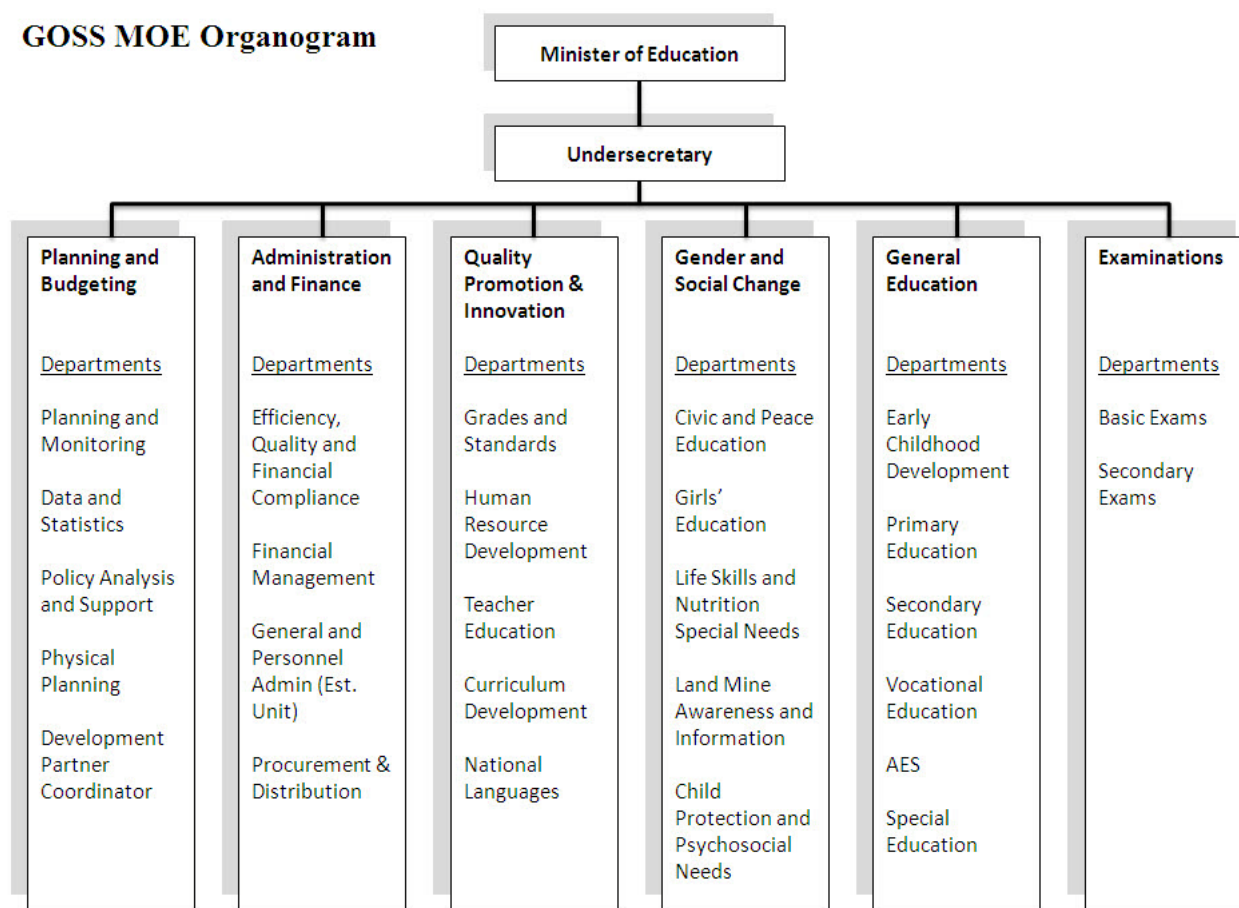 GOSS MOE Organogram
Minister of Education
Undersecretary
Planning and
Budgeting
Departments
Planning and
Monitoring
Data and
Statistics
Policy Analysis
and Support
Physical
Planning
Development
Partner
Coordinator
Administration
and Finance
Departments
Efficiency,
Quality and
Financial
Compliance
Financial
Management
General and
Personnel
Admin (Est.
Unit)
Procurement &
Distribution
Quality
Promotion &
Innovation
Departments
Grades and
Standards
Human
Resource
Development
Teacher
Education
Curriculum
Development
National
Languages
Gender and
Social Change
Departments
Civic and Peace
Education
Girls’
Education
Life Skills and
Nutrition
Special Needs
Land Mine
Awareness and
Information
Child
Protection and
Psychosocial
Needs
General
Education
Departments
Early
Childhood
Development
Primary
Education
Secondary
Education
Vocational
Education
AES
Special
Education
Examinations
Departments
Basic Exams
Secondary
Exams